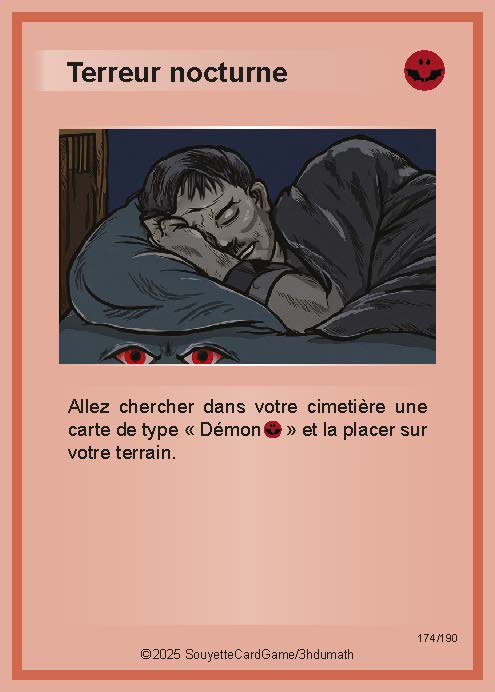 Terreur nocturne
Allez chercher dans votre cimetière une
carte de type « Démon » et la placer sur
votre terrain.
174/190
©2025 SouyetteCardGame/3hdumath